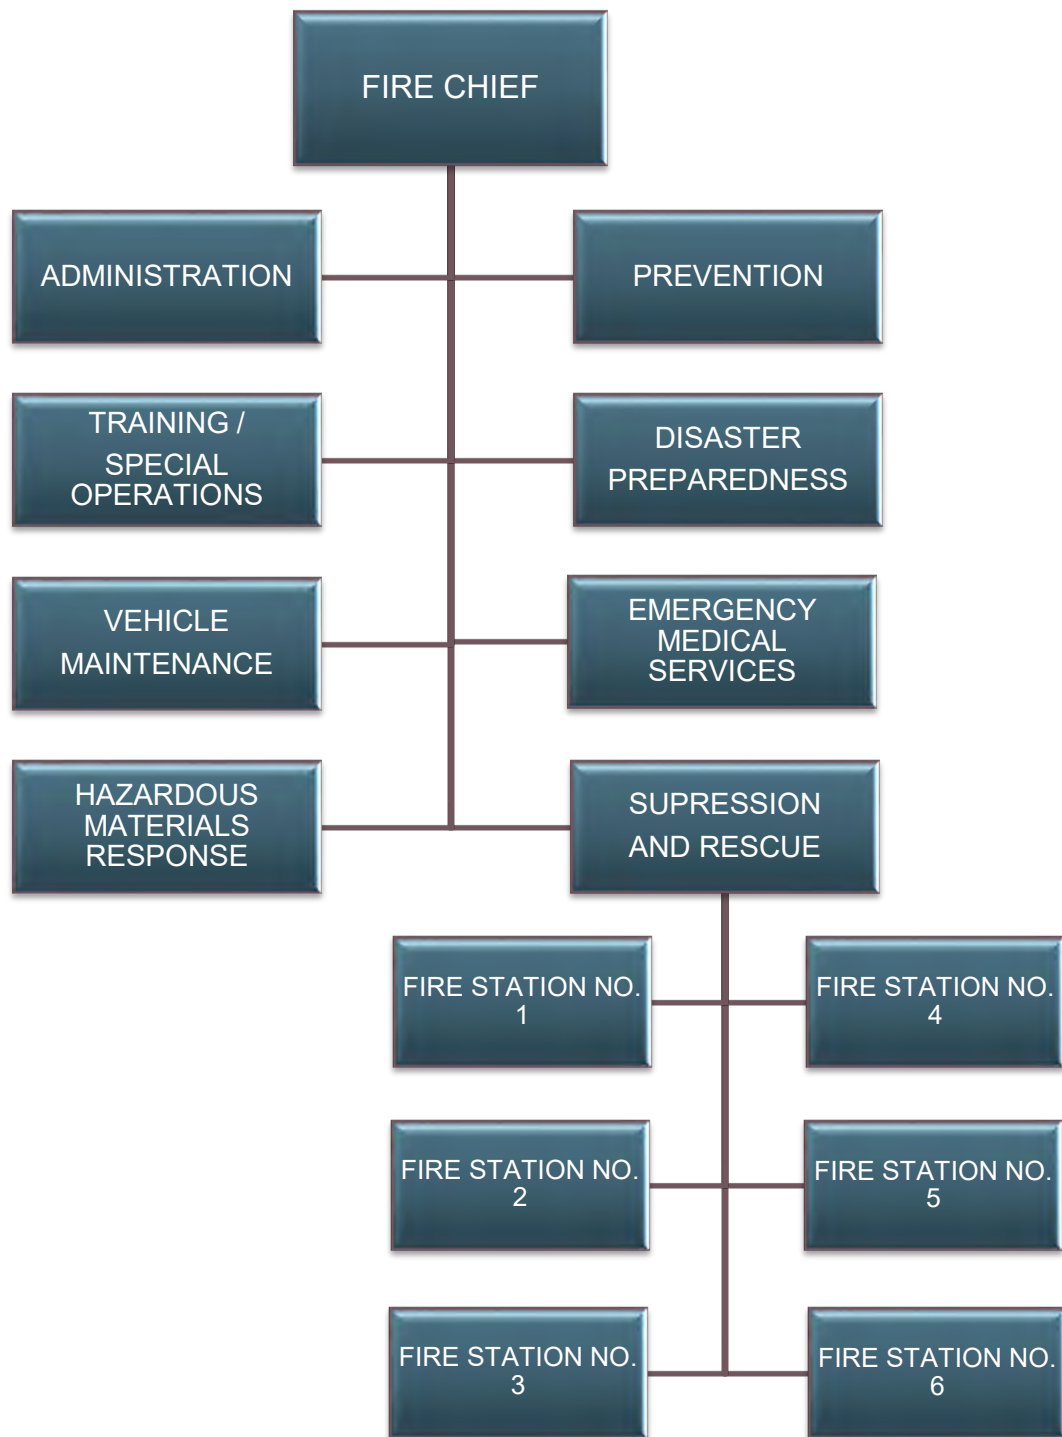 FIRE CHIEF
ADMINISTRATION
PREVENTION
TRAINING /
SPECIAL
OPERATIONS
DISASTER
PREPAREDNESS
VEHICLE
MAINTENANCE
EMERGENCY
MEDICAL
SERVICES
HAZARDOUS
MATERIALS
RESPONSE
SUPRESSION
AND RESCUE
FIRE STATION NO.
1
FIRE STATION NO.
4
FIRE STATION NO.
2
FIRE STATION NO.
5
FIRE STATION NO.
3
FIRE STATION NO.
6